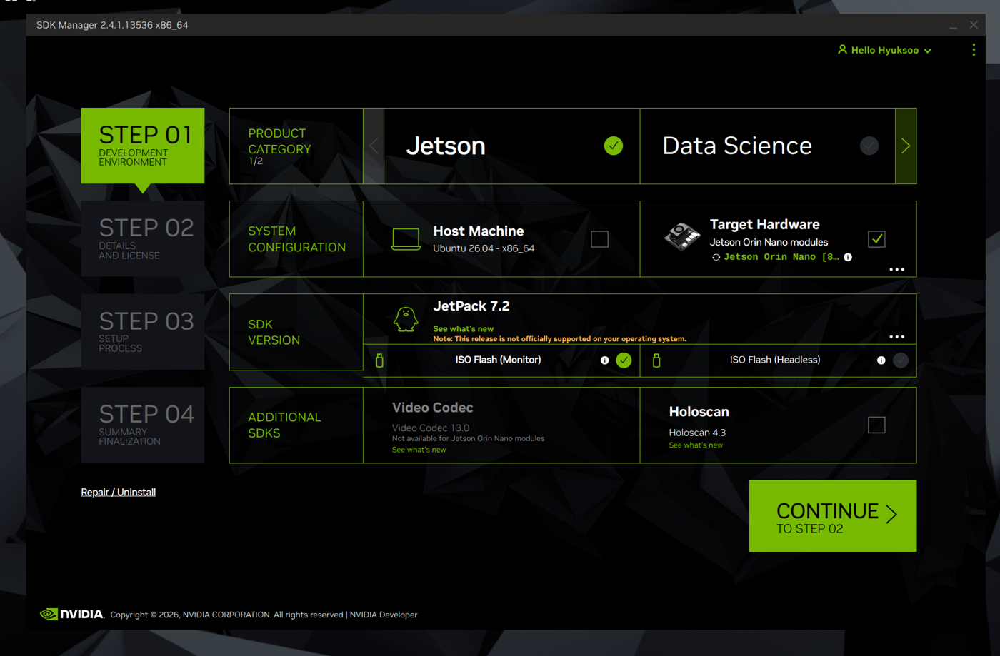 SDK Manager 2.4.1.13536 x86_64
Hello Hyuksoo
STEP 01
DEVELOPMENT
ENVIRONMENT
PRODUCT
CATEGORY
1/2
Jetson
Data Science
STEP 02
DETAILS
AND LICENSE
SYSTEM
CONFIGURATION
Host Machine
Ubuntu 26.04 - x86_64
Target Hardware
Jetson Orin Nano modules
Jetson Orin Nano [8...
STEP 03
SETUP
PROCESS
SDK
VERSION
JetPack 7.2
See what's new
Note: This release is not officially supported on your operating system.
ISO Flash (Monitor)
ISO Flash (Headless)
STEP 04
SUMMARY
FINALIZATION
ADDITIONAL
SDKS
Video Codec
Video Codec 13.0
Not available for Jetson Orin Nano modules
See what's new
Holoscan
Holoscan 4.3
See what's new
Repair / Uninstall
CONTINUE
TO STEP 02
NVIDIA. Copyright © 2026, NVIDIA CORPORATION. All rights reserved | NVIDIA Developer